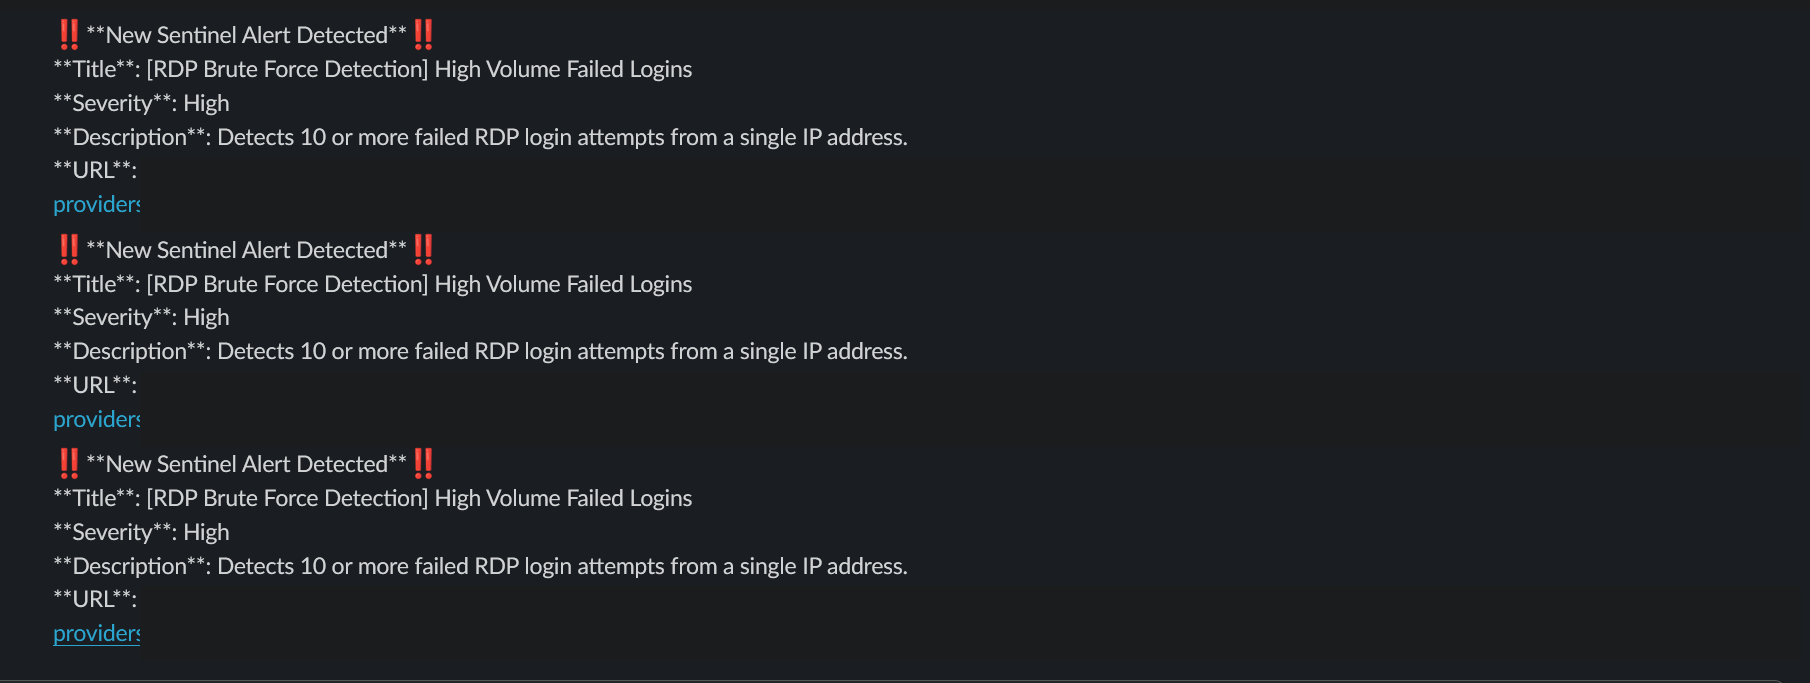 ‼️ **New Sentinel Alert Detected** ‼️
**Title**: [RDP Brute Force Detection] High Volume Failed Logins
**Severity**: High
**Description**: Detects 10 or more failed RDP login attempts from a single IP address.
**URL**:
providers
‼️ **New Sentinel Alert Detected** ‼️
**Title**: [RDP Brute Force Detection] High Volume Failed Logins
**Severity**: High
**Description**: Detects 10 or more failed RDP login attempts from a single IP address.
**URL**:
providers
‼️ **New Sentinel Alert Detected** ‼️
**Title**: [RDP Brute Force Detection] High Volume Failed Logins
**Severity**: High
**Description**: Detects 10 or more failed RDP login attempts from a single IP address.
**URL**:
providers